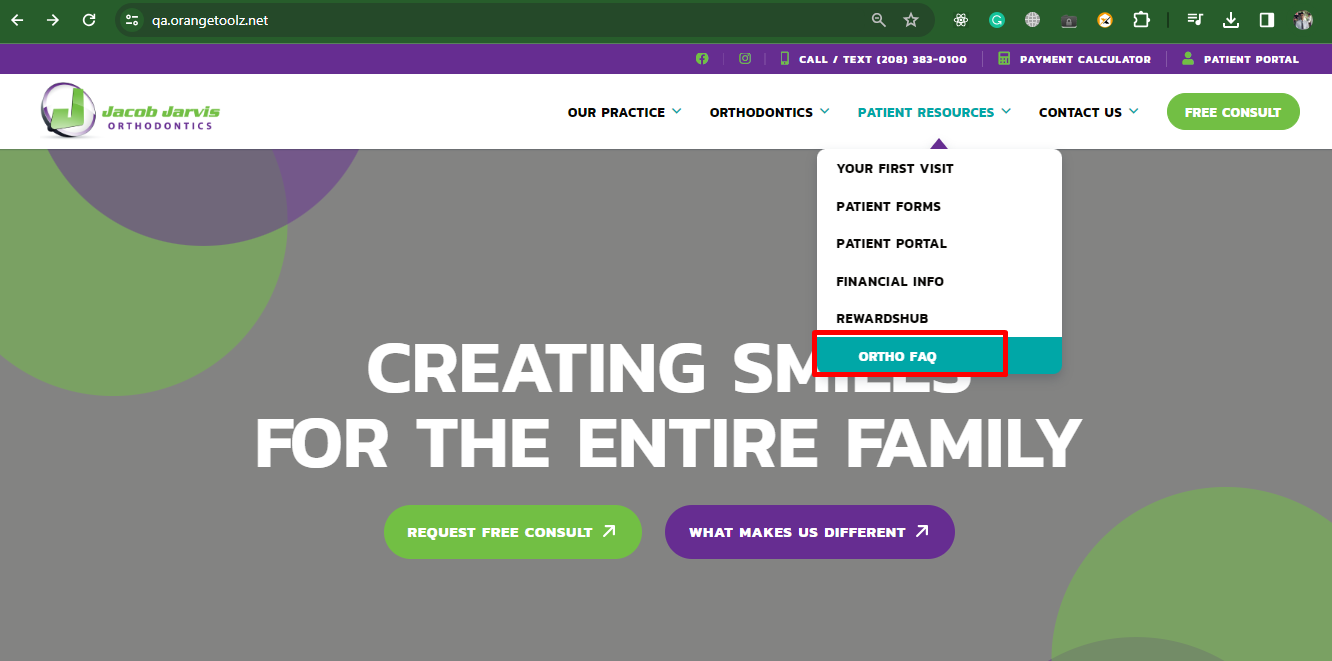 qa.orangetoolz.net
CALL / TEXT (208) 383-0100 PAYMENT CALCULATOR PATIENT PORTAL
Jacob Jarvis
ORTHODONTICS
OUR PRACTICE ORTHODONTICS PATIENT RESOURCES CONTACT US FREE CONSULT
YOUR FIRST VISIT
PATIENT FORMS
PATIENT PORTAL
FINANCIAL INFO
REWARDSHUB
ORTHO FAQ
CREATING SMILES
FOR THE ENTIRE FAMILY
REQUEST FREE CONSULT WHAT MAKES US DIFFERENT